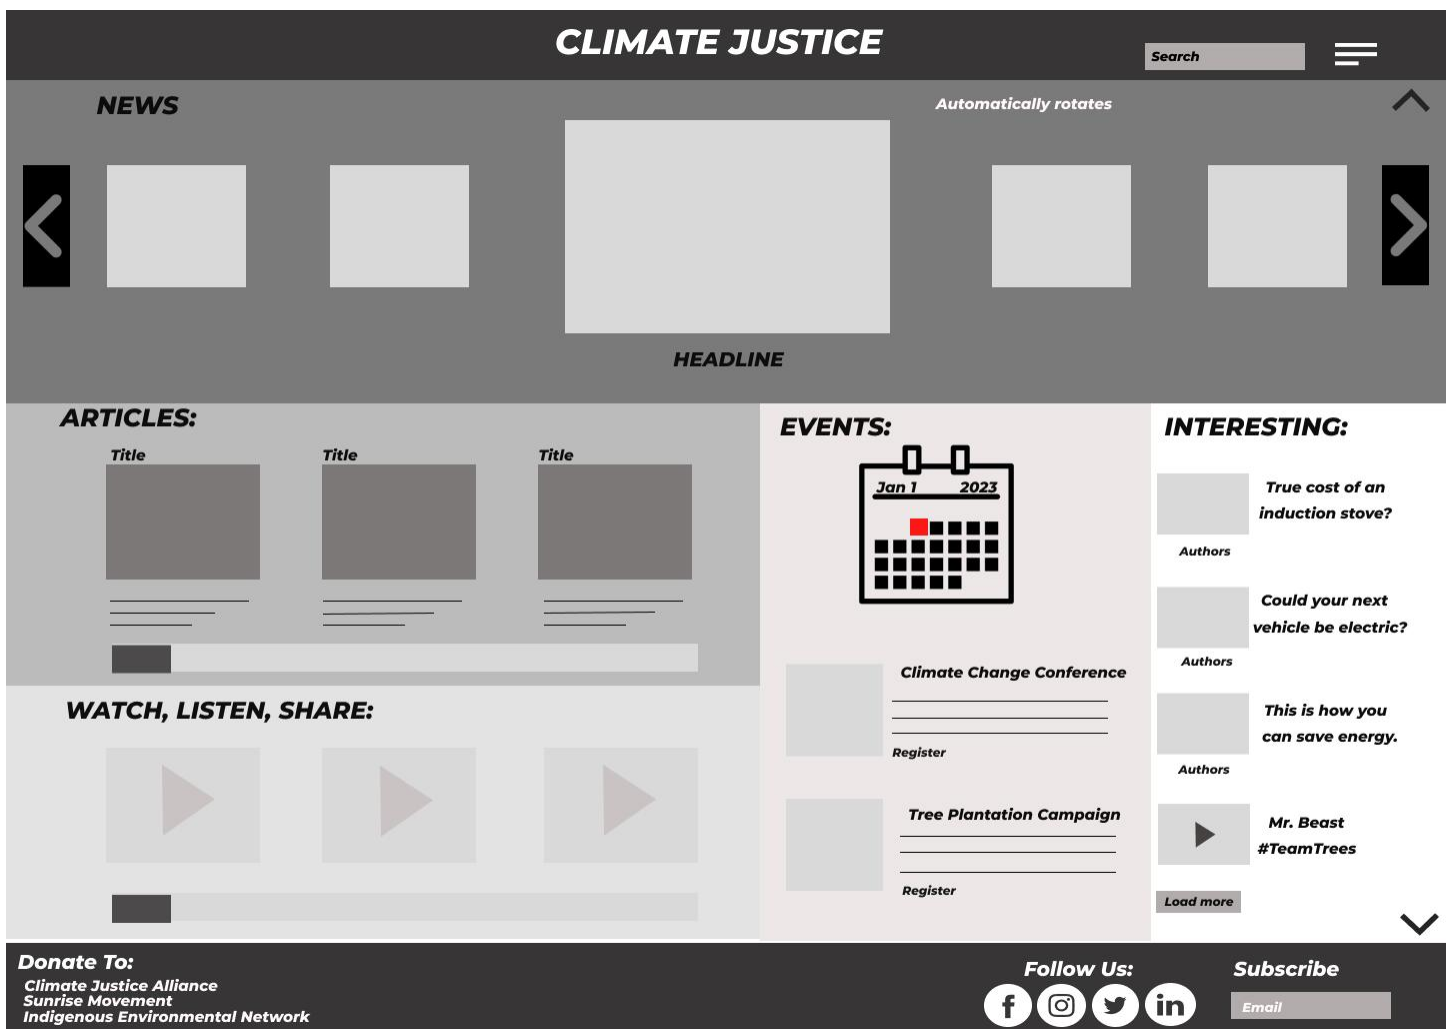 CLIMATE JUSTICE
Search
NEWS
Automatically rotates
HEADLINE
ARTICLES:
Title
Title
Title
WATCH, LISTEN, SHARE:
EVENTS:
Jan 1 2023
Climate Change Conference
Register
Tree Plantation Campaign
Register
INTERESTING:
True cost of an
induction stove?
Authors
Could your next
vehicle be electric?
Authors
This is how you
can save energy.
Authors
Mr. Beast
#TeamTrees
Load more
Donate To:
Climate Justice Alliance
Sunrise Movement
Indigenous Environmental Network
Follow Us:
f
in
Subscribe
Email